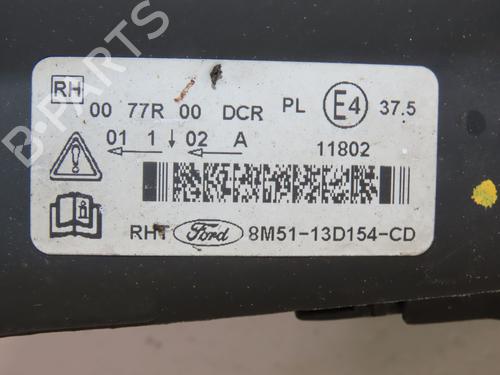 RH
00 77R 00 DCR PL E4 37.5
01 1 ↓ 02 A 11802
RHT Ford 8M51-13D154-CD
B-PARTS